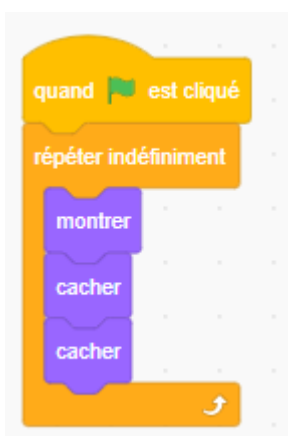 quand est cliqué
répéter indéfiniment
montrer
cacher
cacher